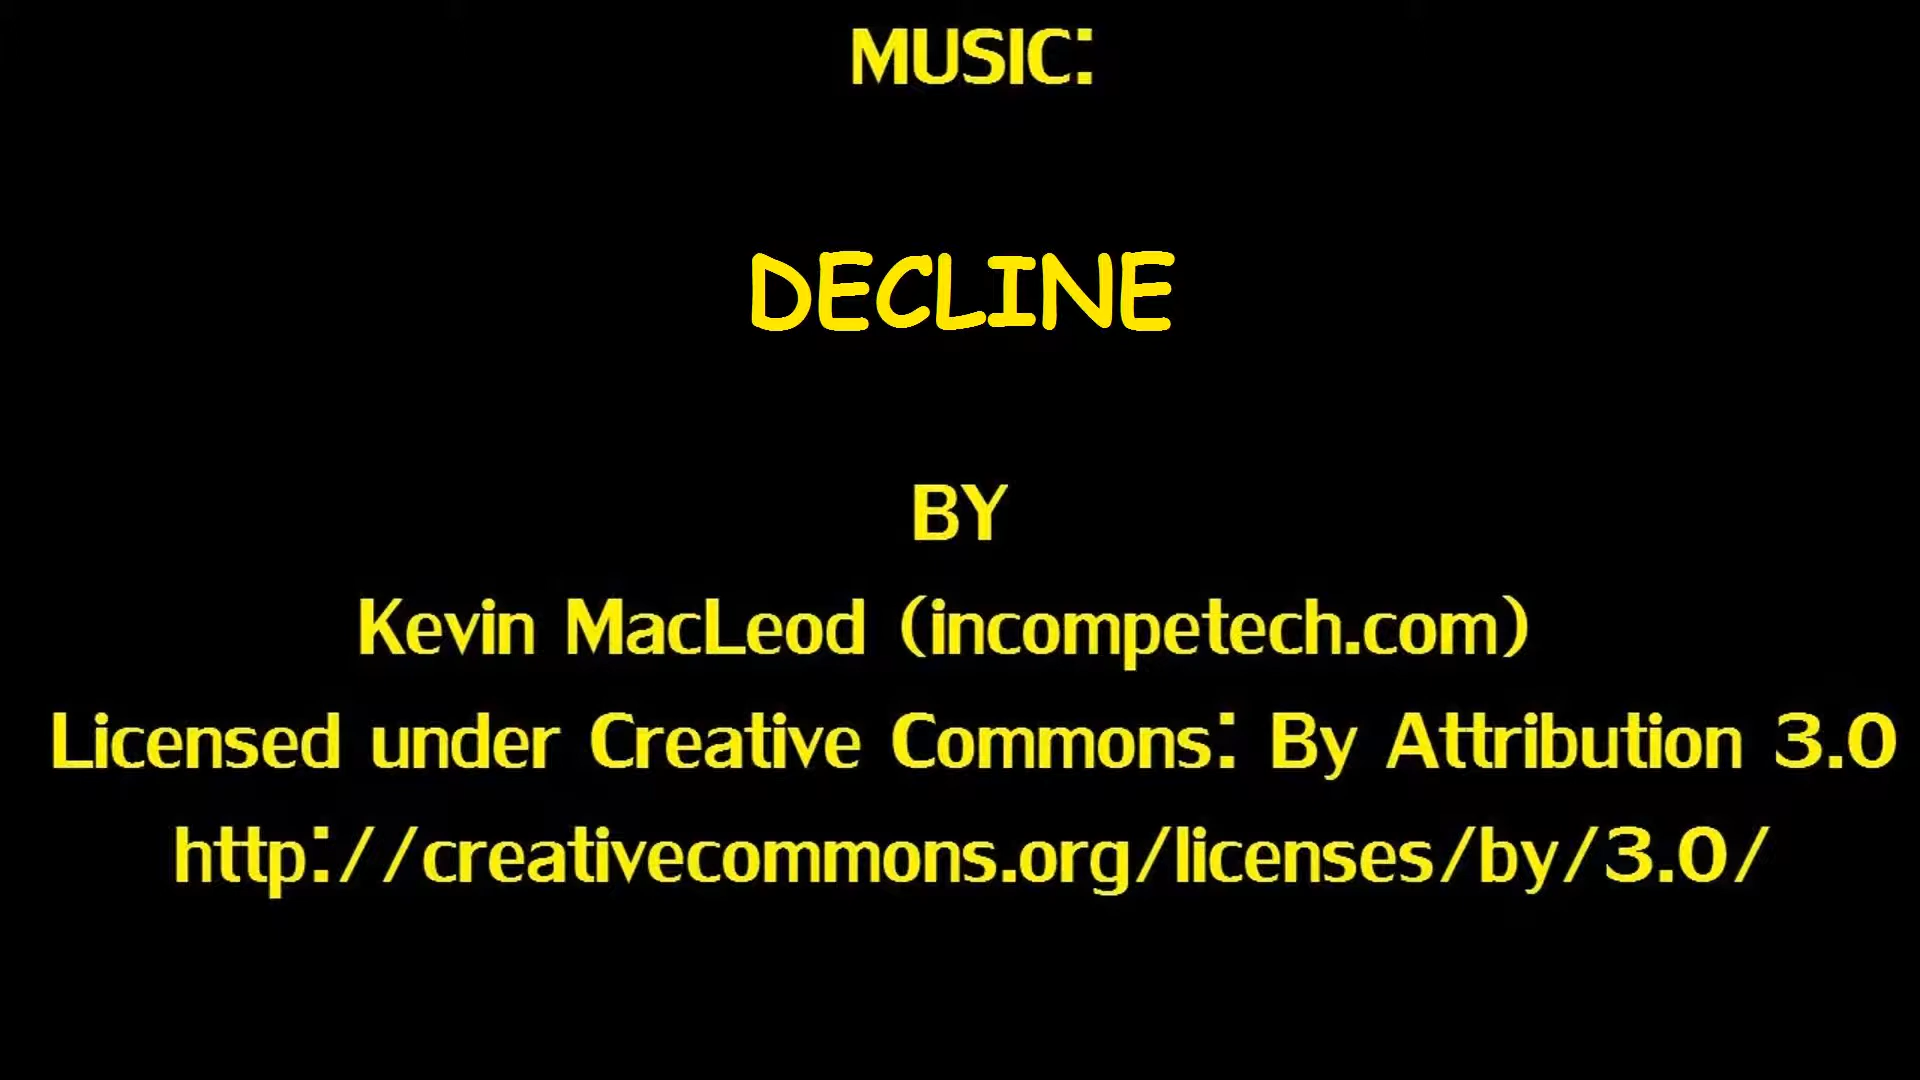 MUSIC:
DECLINE
BY
Kevin MacLeod (incompetech.com)
Licensed under Creative Commons: By Attribution 3.0
http://creativecommons.org/licenses/by/3.0/